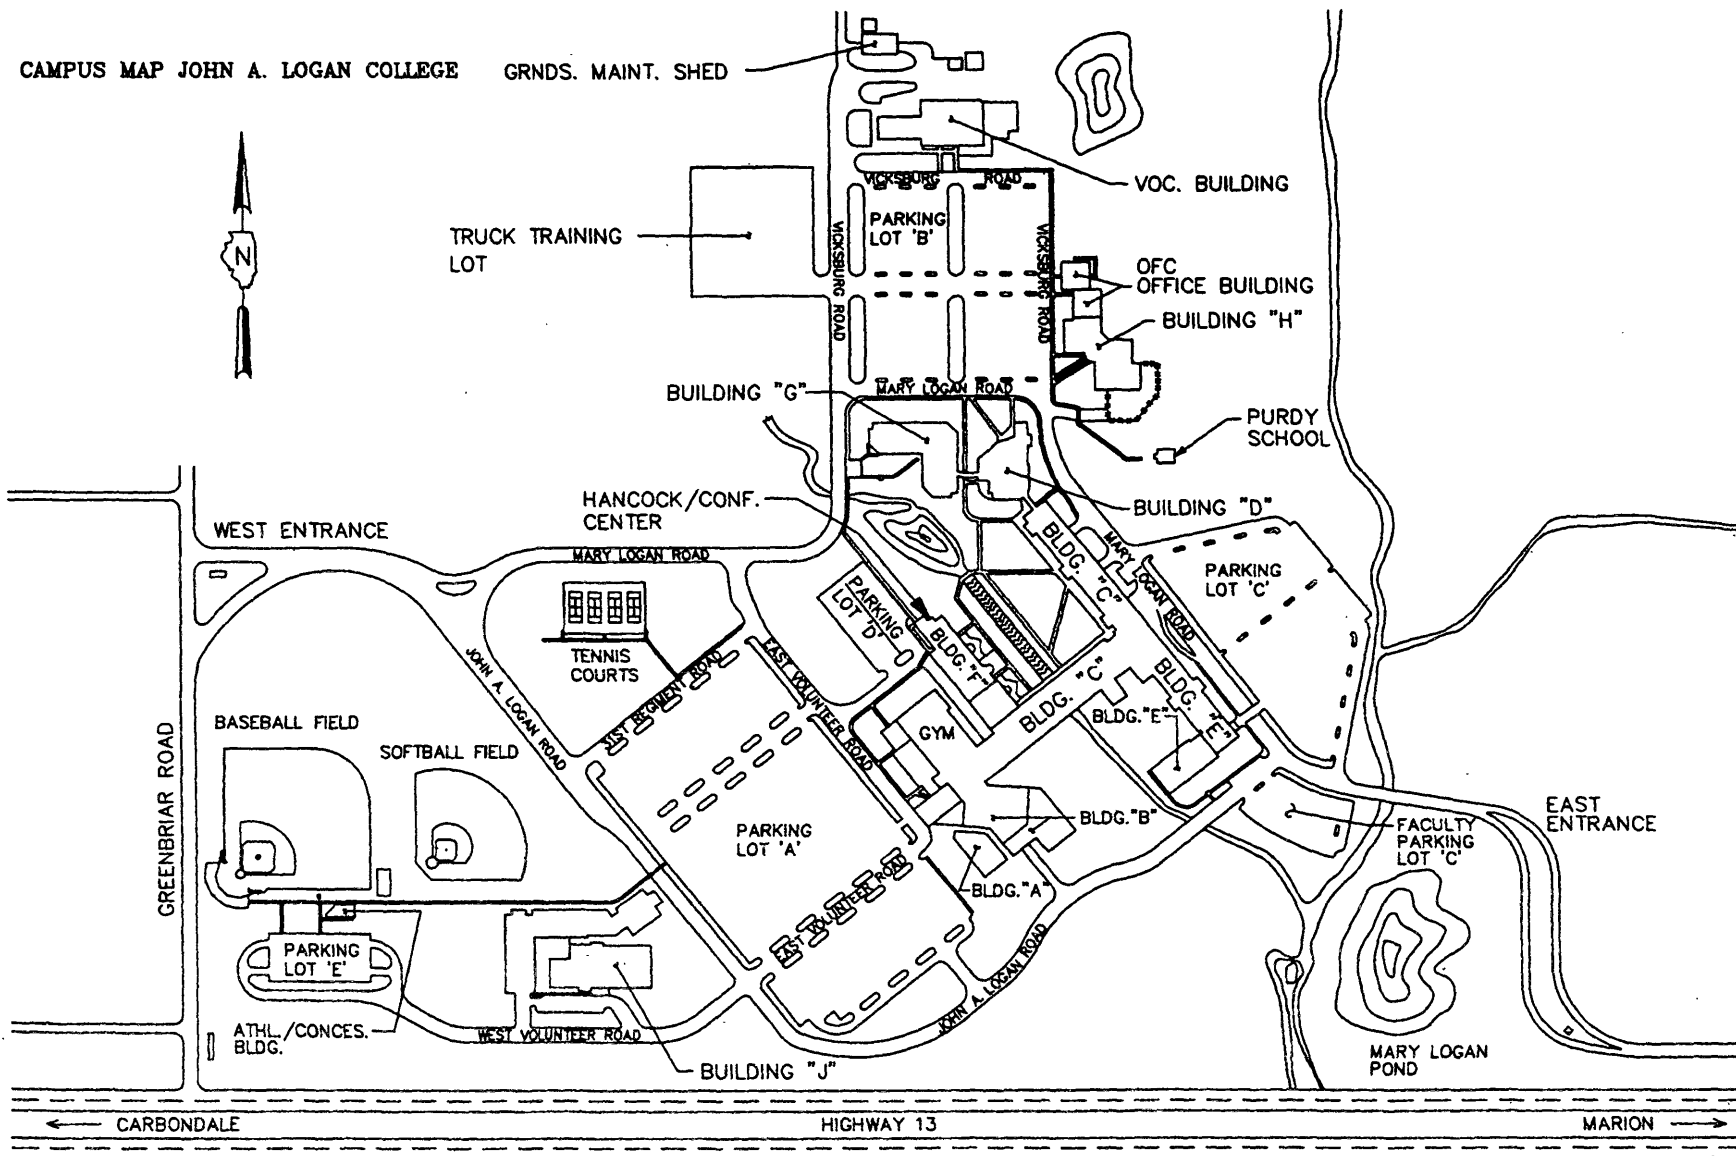 CAMPUS MAP JOHN A. LOGAN COLLEGE
GRNDS. MAINT. SHED
VOC. BUILDING
VICKSBURG ROAD
N
TRUCK TRAINING
LOT
PARKING
LOT 'B'
VICKSBURG ROAD
VICKSBURG ROAD
OFC
OFFICE BUILDING
BUILDING "H"
BUILDING "G"
MARY LOGAN ROAD
PURDY
SCHOOL
HANCOCK/CONF.
CENTER
BUILDING "D"
WEST ENTRANCE
MARY LOGAN ROAD
BLDG. "C"
MARY LOGAN ROAD
PARKING
LOT 'C'
PARKING
LOT 'D'
TENNIS
COURTS
JOHN A. LOGAN ROAD
31ST REGIMENT ROAD
EAST VOLUNTEER ROAD
BLDG. "F"
BLDG. "C"
BLDG. "E"
BLDG."E"
GYM
BASEBALL FIELD
SOFTBALL FIELD
GREENBRIAR ROAD
PARKING
LOT 'A'
BLDG."B"
BLDG."A"
EAST VOLUNTEER ROAD
FACULTY
PARKING
LOT 'C'
EAST
ENTRANCE
PARKING
LOT 'E'
JOHN A. LOGAN ROAD
ATHL./CONCES.
BLDG.
WEST VOLUNTEER ROAD
BUILDING "J"
MARY LOGAN
POND
CARBONDALE
HIGHWAY 13
MARION